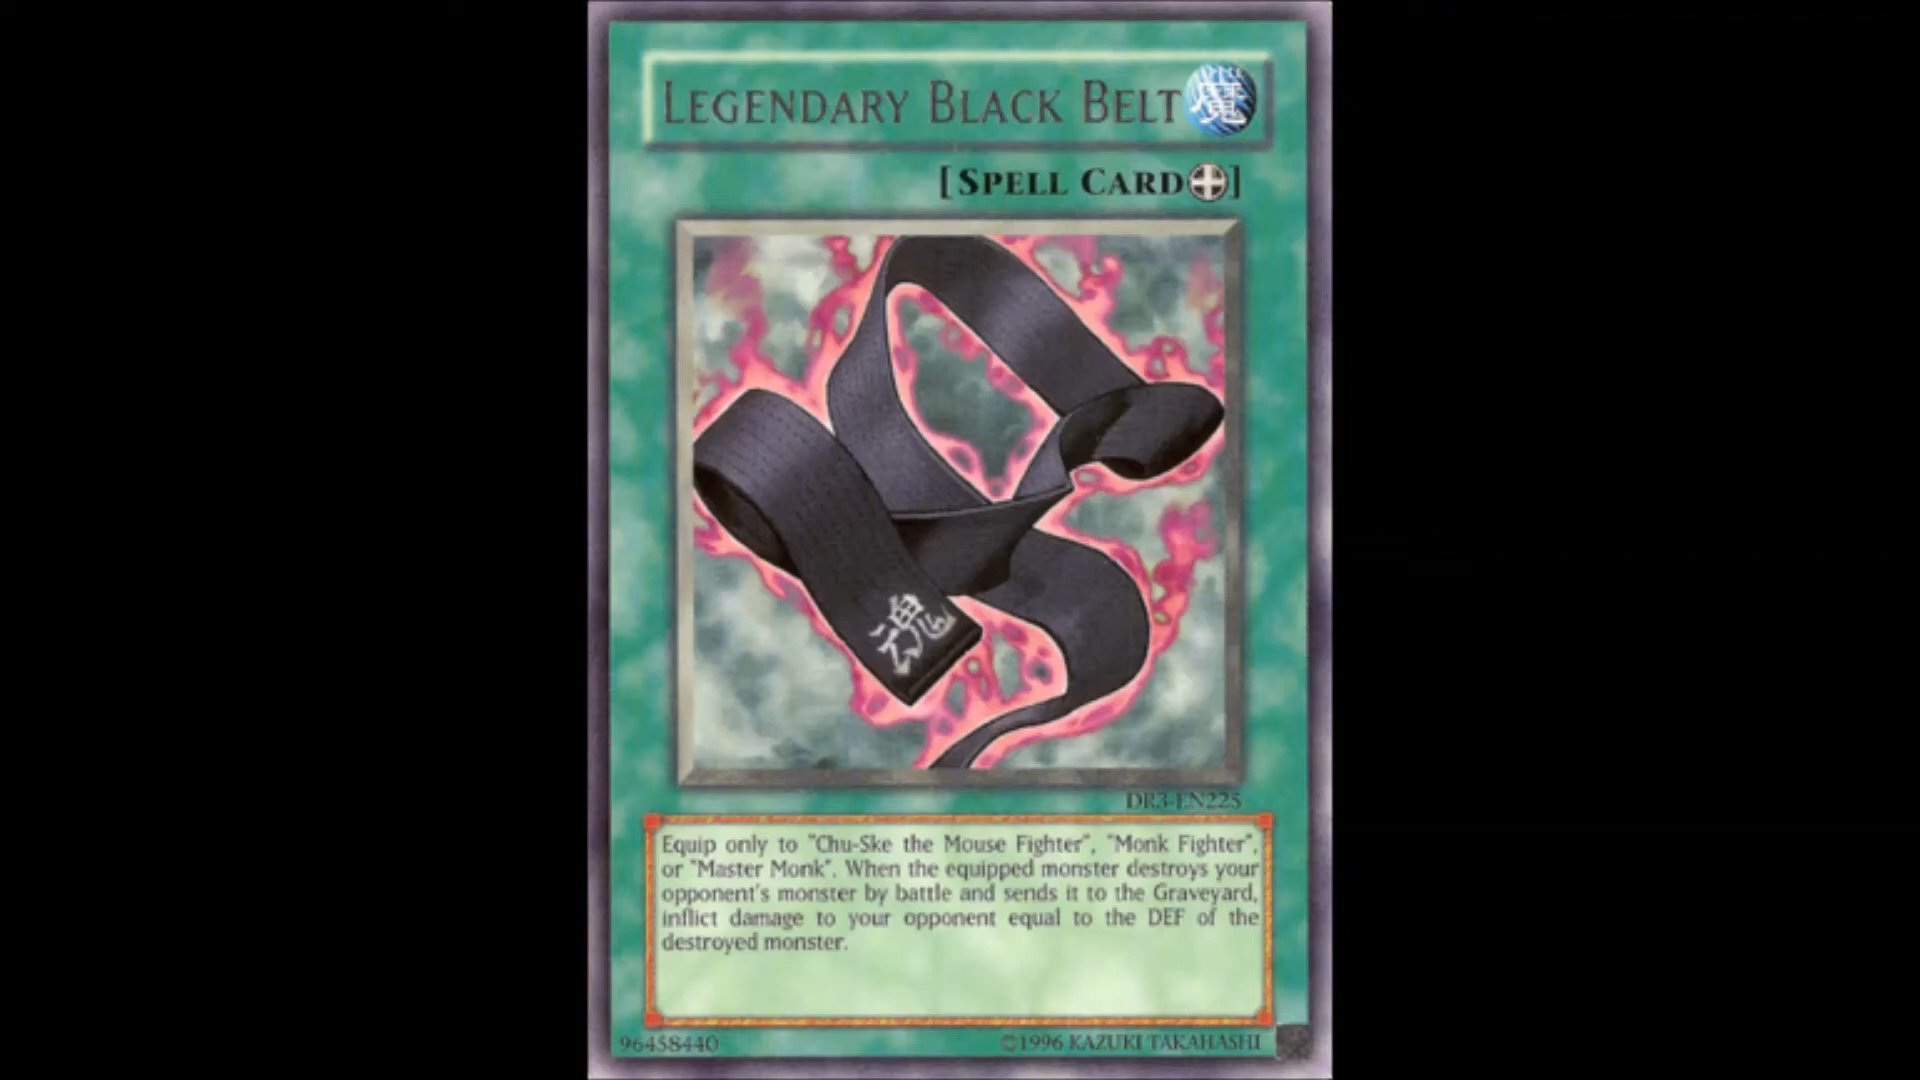 LEGENDARY BLACK BELT 魔
[SPELL CARD]
魂
DR3-EN225
Equip only to "Chu-Ske the Mouse Fighter", "Monk Fighter",
or "Master Monk". When the equipped monster destroys your
opponent's monster by battle and sends it to the Graveyard,
inflict damage to your opponent equal to the DEF of the
destroyed monster.
96458440
©1996 KAZUKI TAKAHASHI